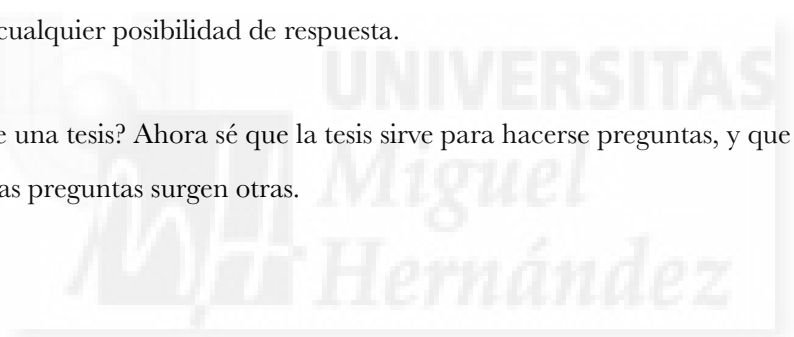 cualquier posibilidad de respuesta.
UNIVERSITAS
e una tesis? Ahora sé que la tesis sirve para hacerse preguntas, y que
Miguel
as preguntas surgen otras.
Hernández